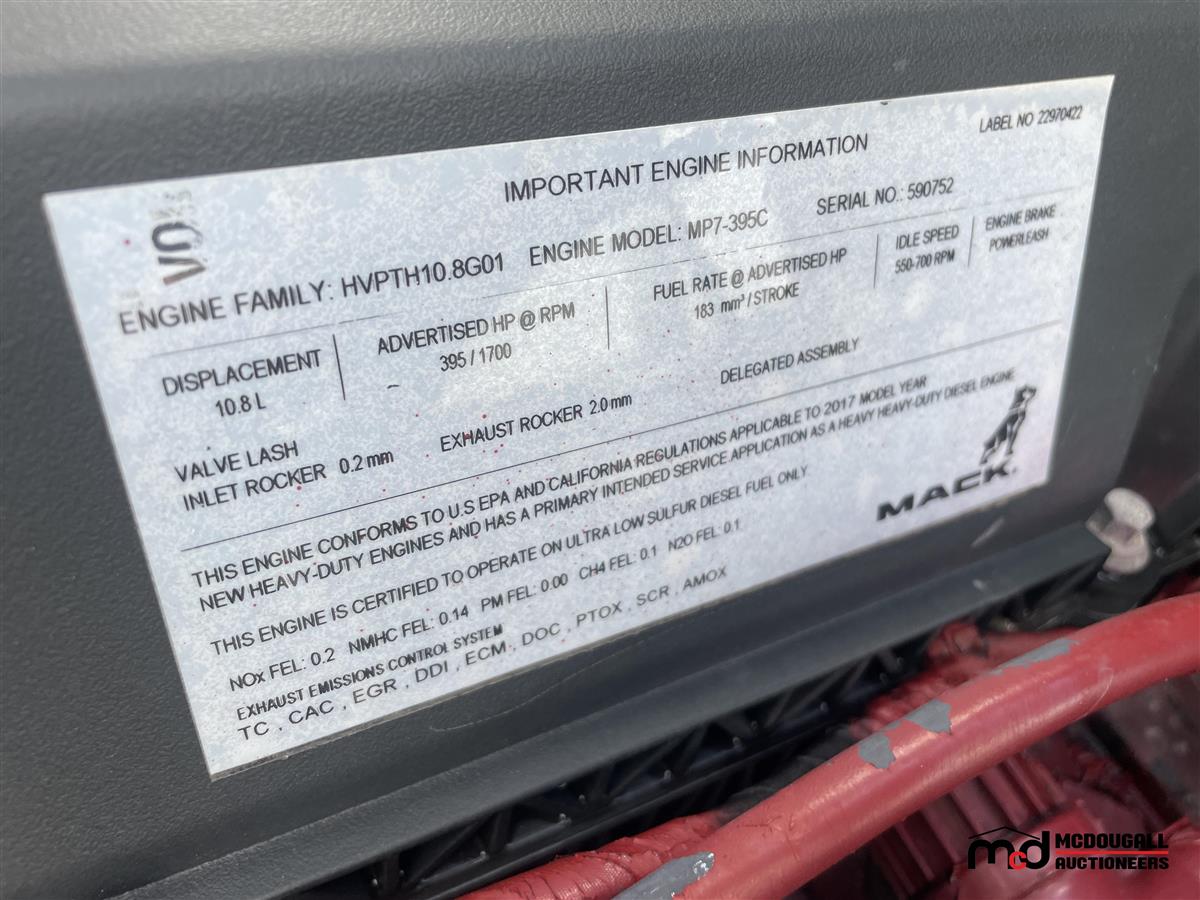 LABEL NO 22970422
IMPORTANT ENGINE INFORMATION
ENGINE FAMILY: HVPTH10.8G01 ENGINE MODEL: MP7-395C SERIAL NO.: 590752
DISPLACEMENT
10.8 L
ADVERTISED HP @ RPM
395 / 1700
FUEL RATE @ ADVERTISED HP
183 mm³ / STROKE
IDLE SPEED
550-700 RPM
ENGINE BRAKE
POWERLEASH
VALVE LASH
INLET ROCKER 0.2 mm EXHAUST ROCKER 2.0 mm DELEGATED ASSEMBLY
THIS ENGINE CONFORMS TO U.S EPA AND CALIFORNIA REGULATIONS APPLICABLE TO 2017 MODEL YEAR
NEW HEAVY-DUTY ENGINES AND HAS A PRIMARY INTENDED SERVICE APPLICATION AS A HEAVY HEAVY-DUTY DIESEL ENGINE
THIS ENGINE IS CERTIFIED TO OPERATE ON ULTRA LOW SULFUR DIESEL FUEL ONLY.
NOx FEL: 0.2 NMHC FEL: 0.14 PM FEL: 0.00 CH4 FEL: 0.1 N2O FEL: 0.1
EXHAUST EMISSIONS CONTROL SYSTEM
TC , CAC , EGR , DDI , ECM , DOC , PTOX , SCR , AMOX
MACK
mcd MCDOUGALL
AUCTIONEERS